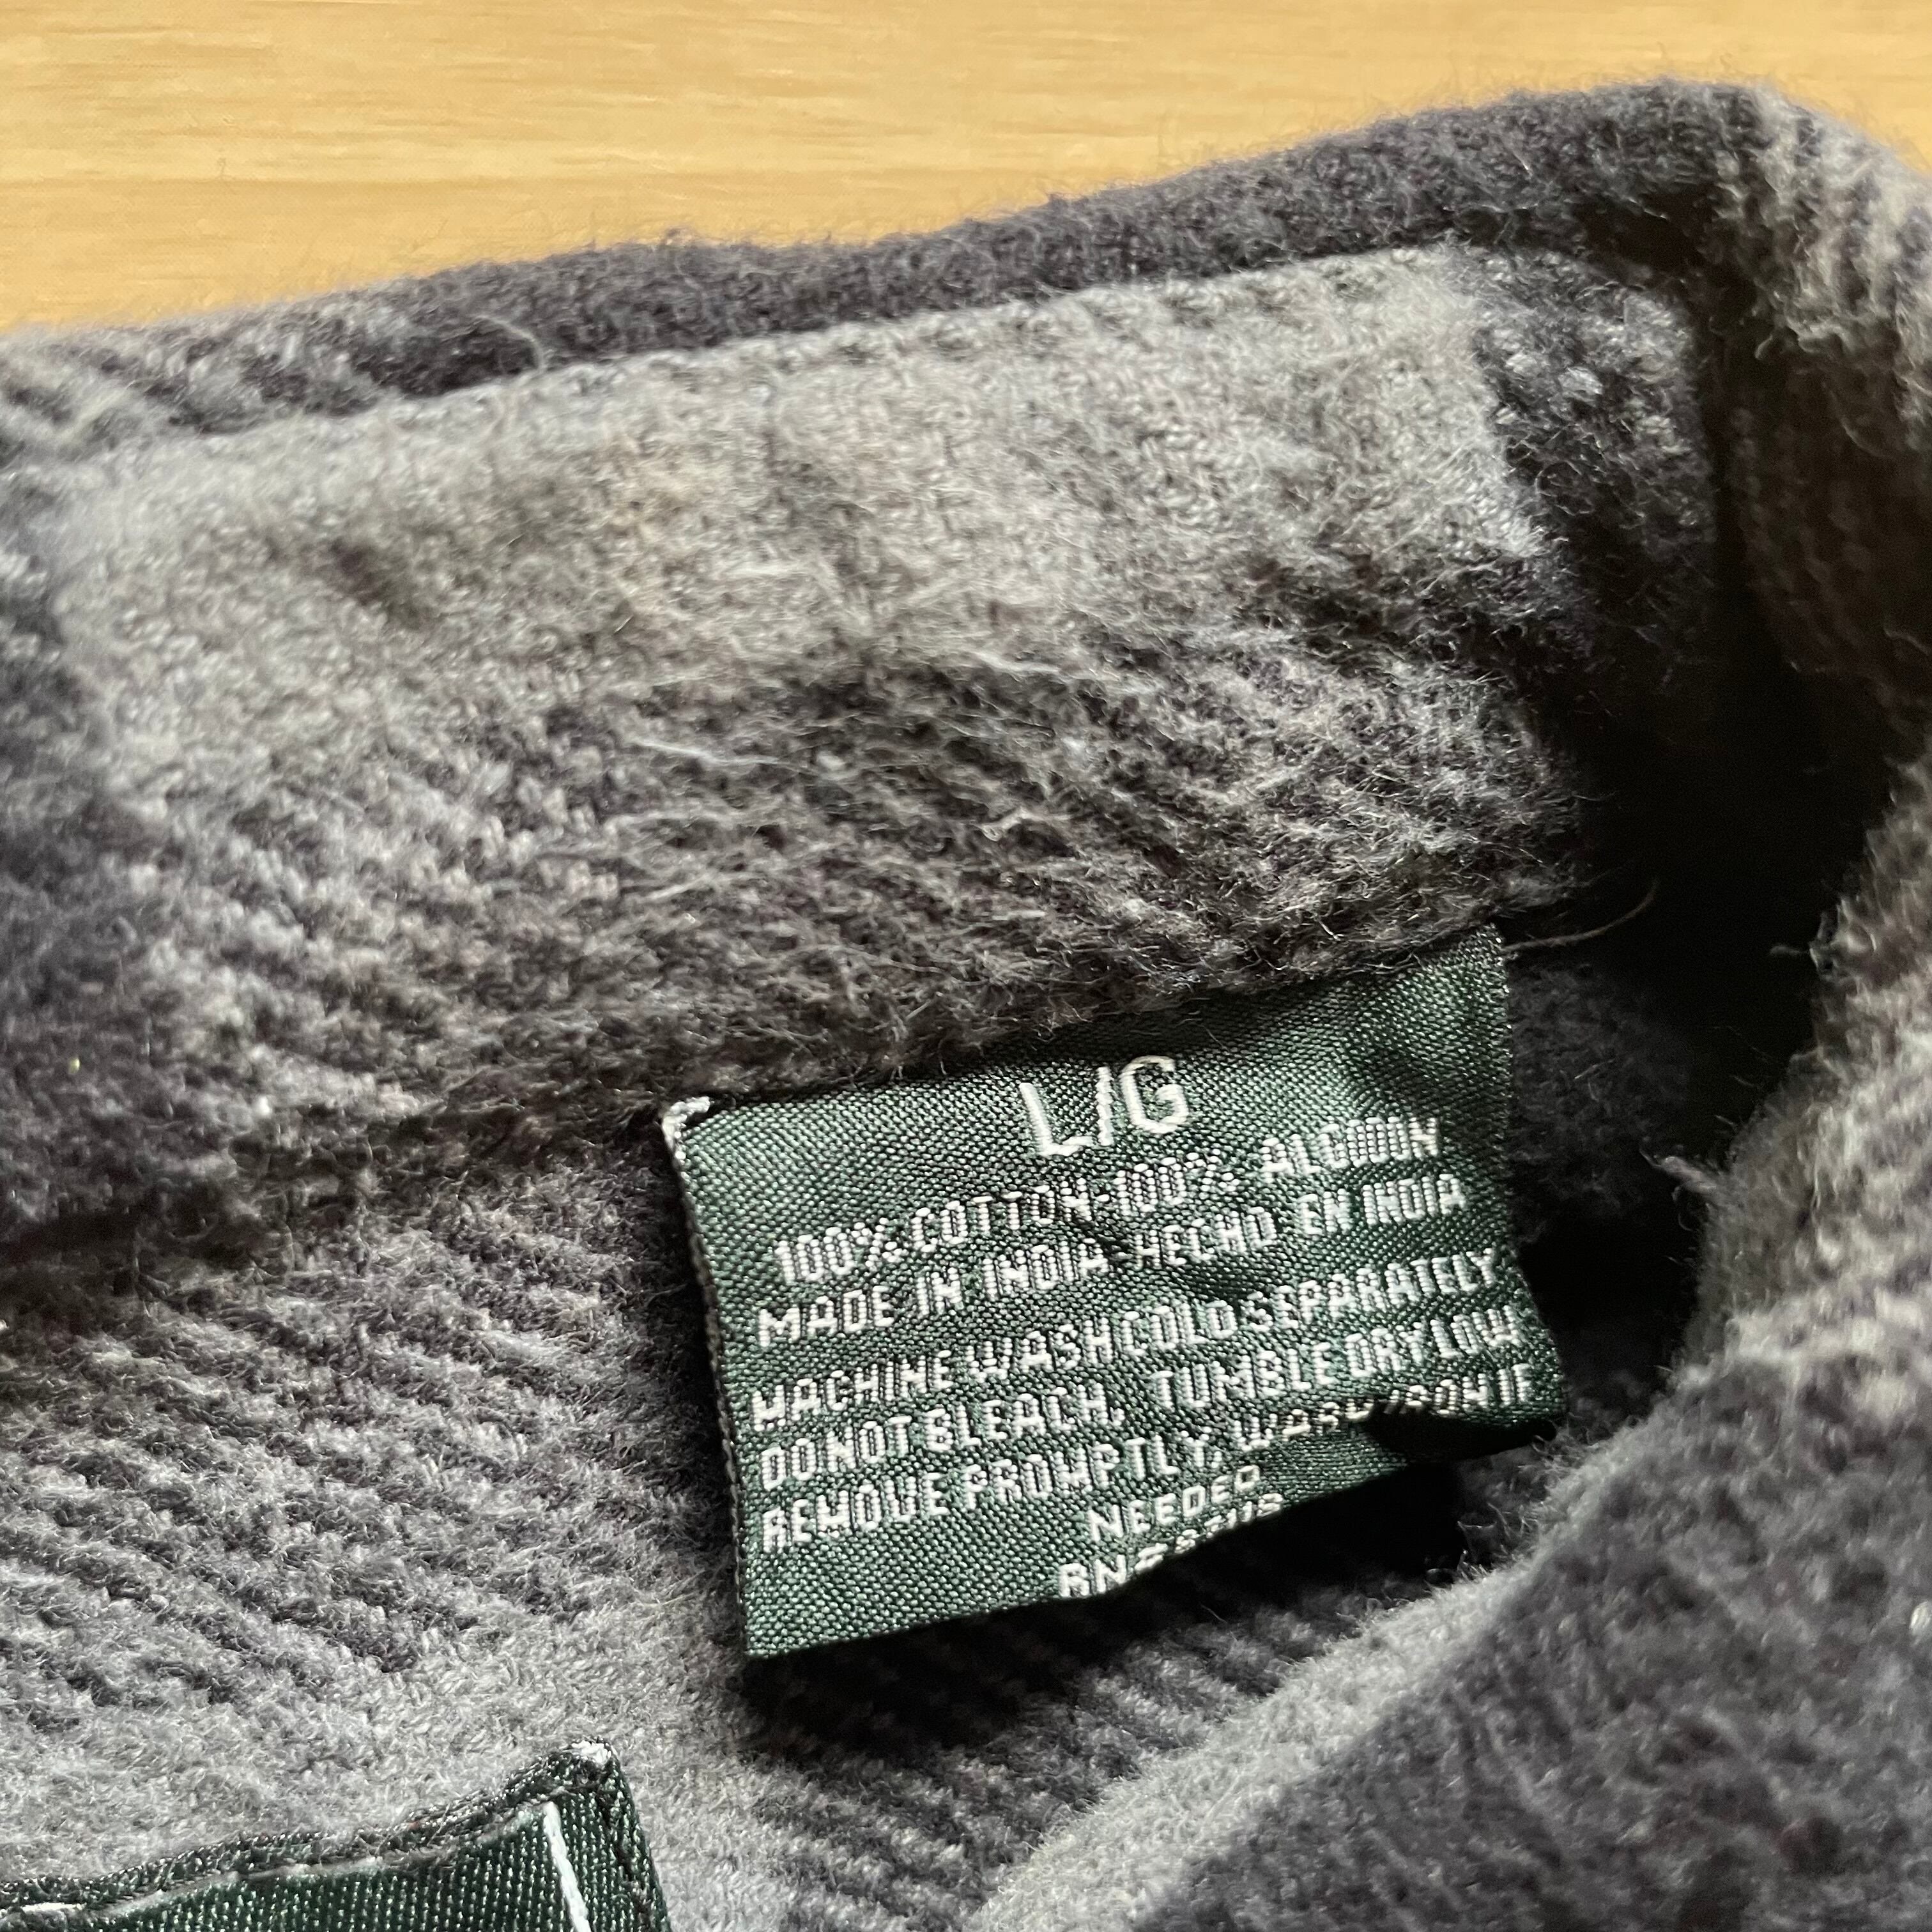 L/G
100% COTTON-100% ALGODON
MADE IN INDIA-HECHO EN INDIA
MACHINE WASH COLD SEPARATELY
DO NOT BLEACH, TUMBLE DRY LOW
REMOVE PROMPTLY, WARM IRON IF
NEEDED